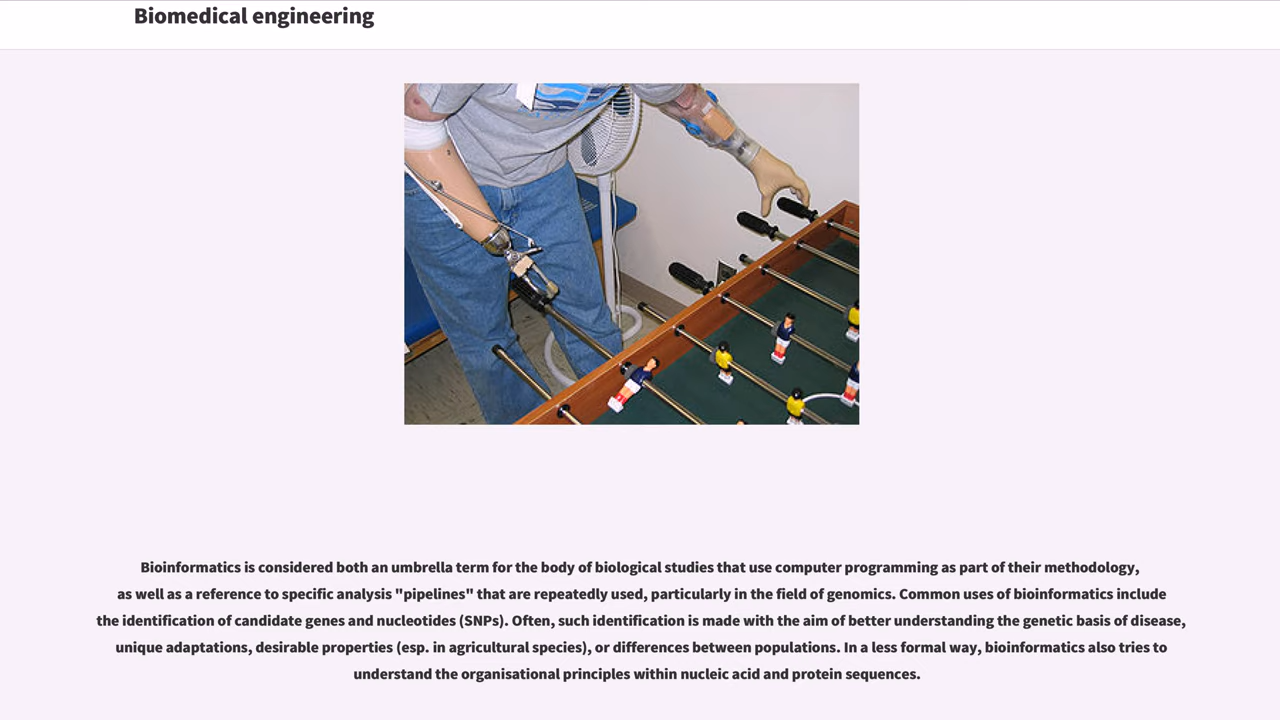 Biomedical engineering
Bioinformatics is considered both an umbrella term for the body of biological studies that use computer programming as part of their methodology,
as well as a reference to specific analysis "pipelines" that are repeatedly used, particularly in the field of genomics. Common uses of bioinformatics include
the identification of candidate genes and nucleotides (SNPs). Often, such identification is made with the aim of better understanding the genetic basis of disease,
unique adaptations, desirable properties (esp. in agricultural species), or differences between populations. In a less formal way, bioinformatics also tries to
understand the organisational principles within nucleic acid and protein sequences.